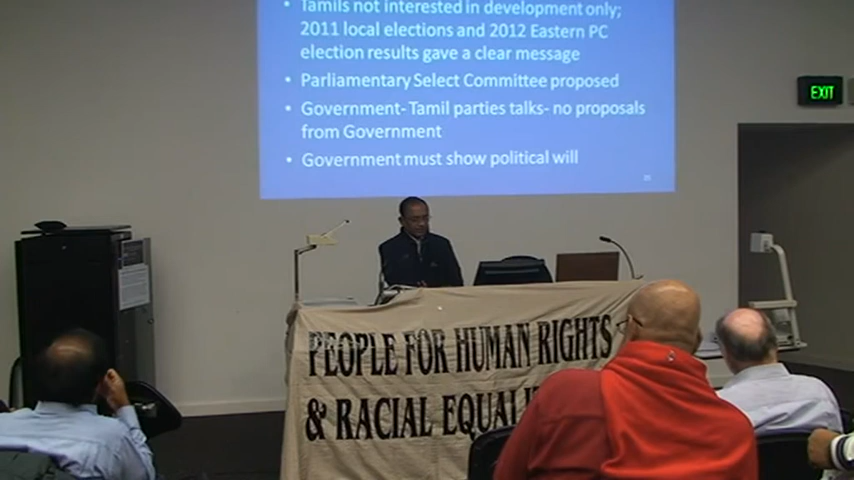 • Tamils not interested in development only;
2011 local elections and 2012 Eastern PC
election results gave a clear message
• Parliamentary Select Committee proposed
• Government- Tamil parties talks- no proposals
from Government
• Government must show political will
EXIT
PEOPLE FOR HUMAN RIGHTS
& RACIAL